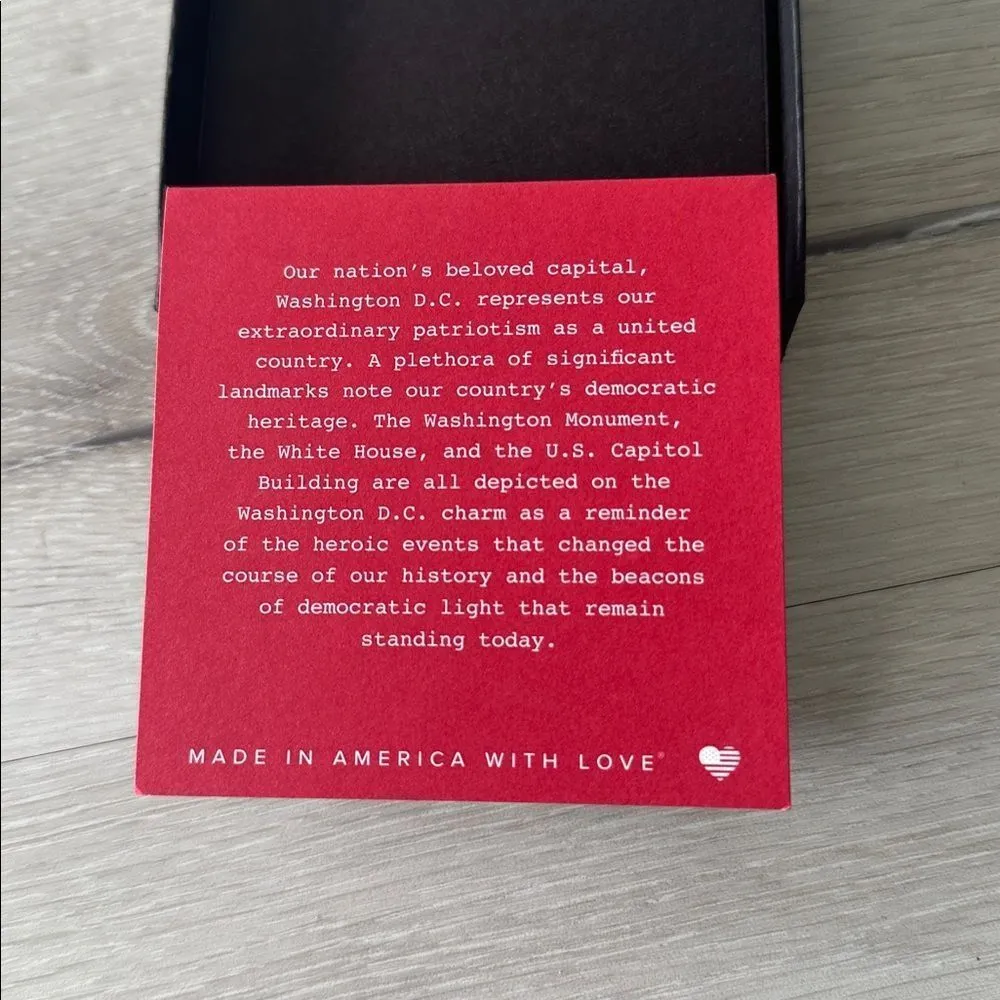 Our nation’s beloved capital,
Washington D.C. represents our
extraordinary patriotism as a united
country. A plethora of significant
landmarks note our country’s democratic
heritage. The Washington Monument,
the White House, and the U.S. Capitol
Building are all depicted on the
Washington D.C. charm as a reminder
of the heroic events that changed the
course of our history and the beacons
of democratic light that remain
standing today.
MADE IN AMERICA WITH LOVE®